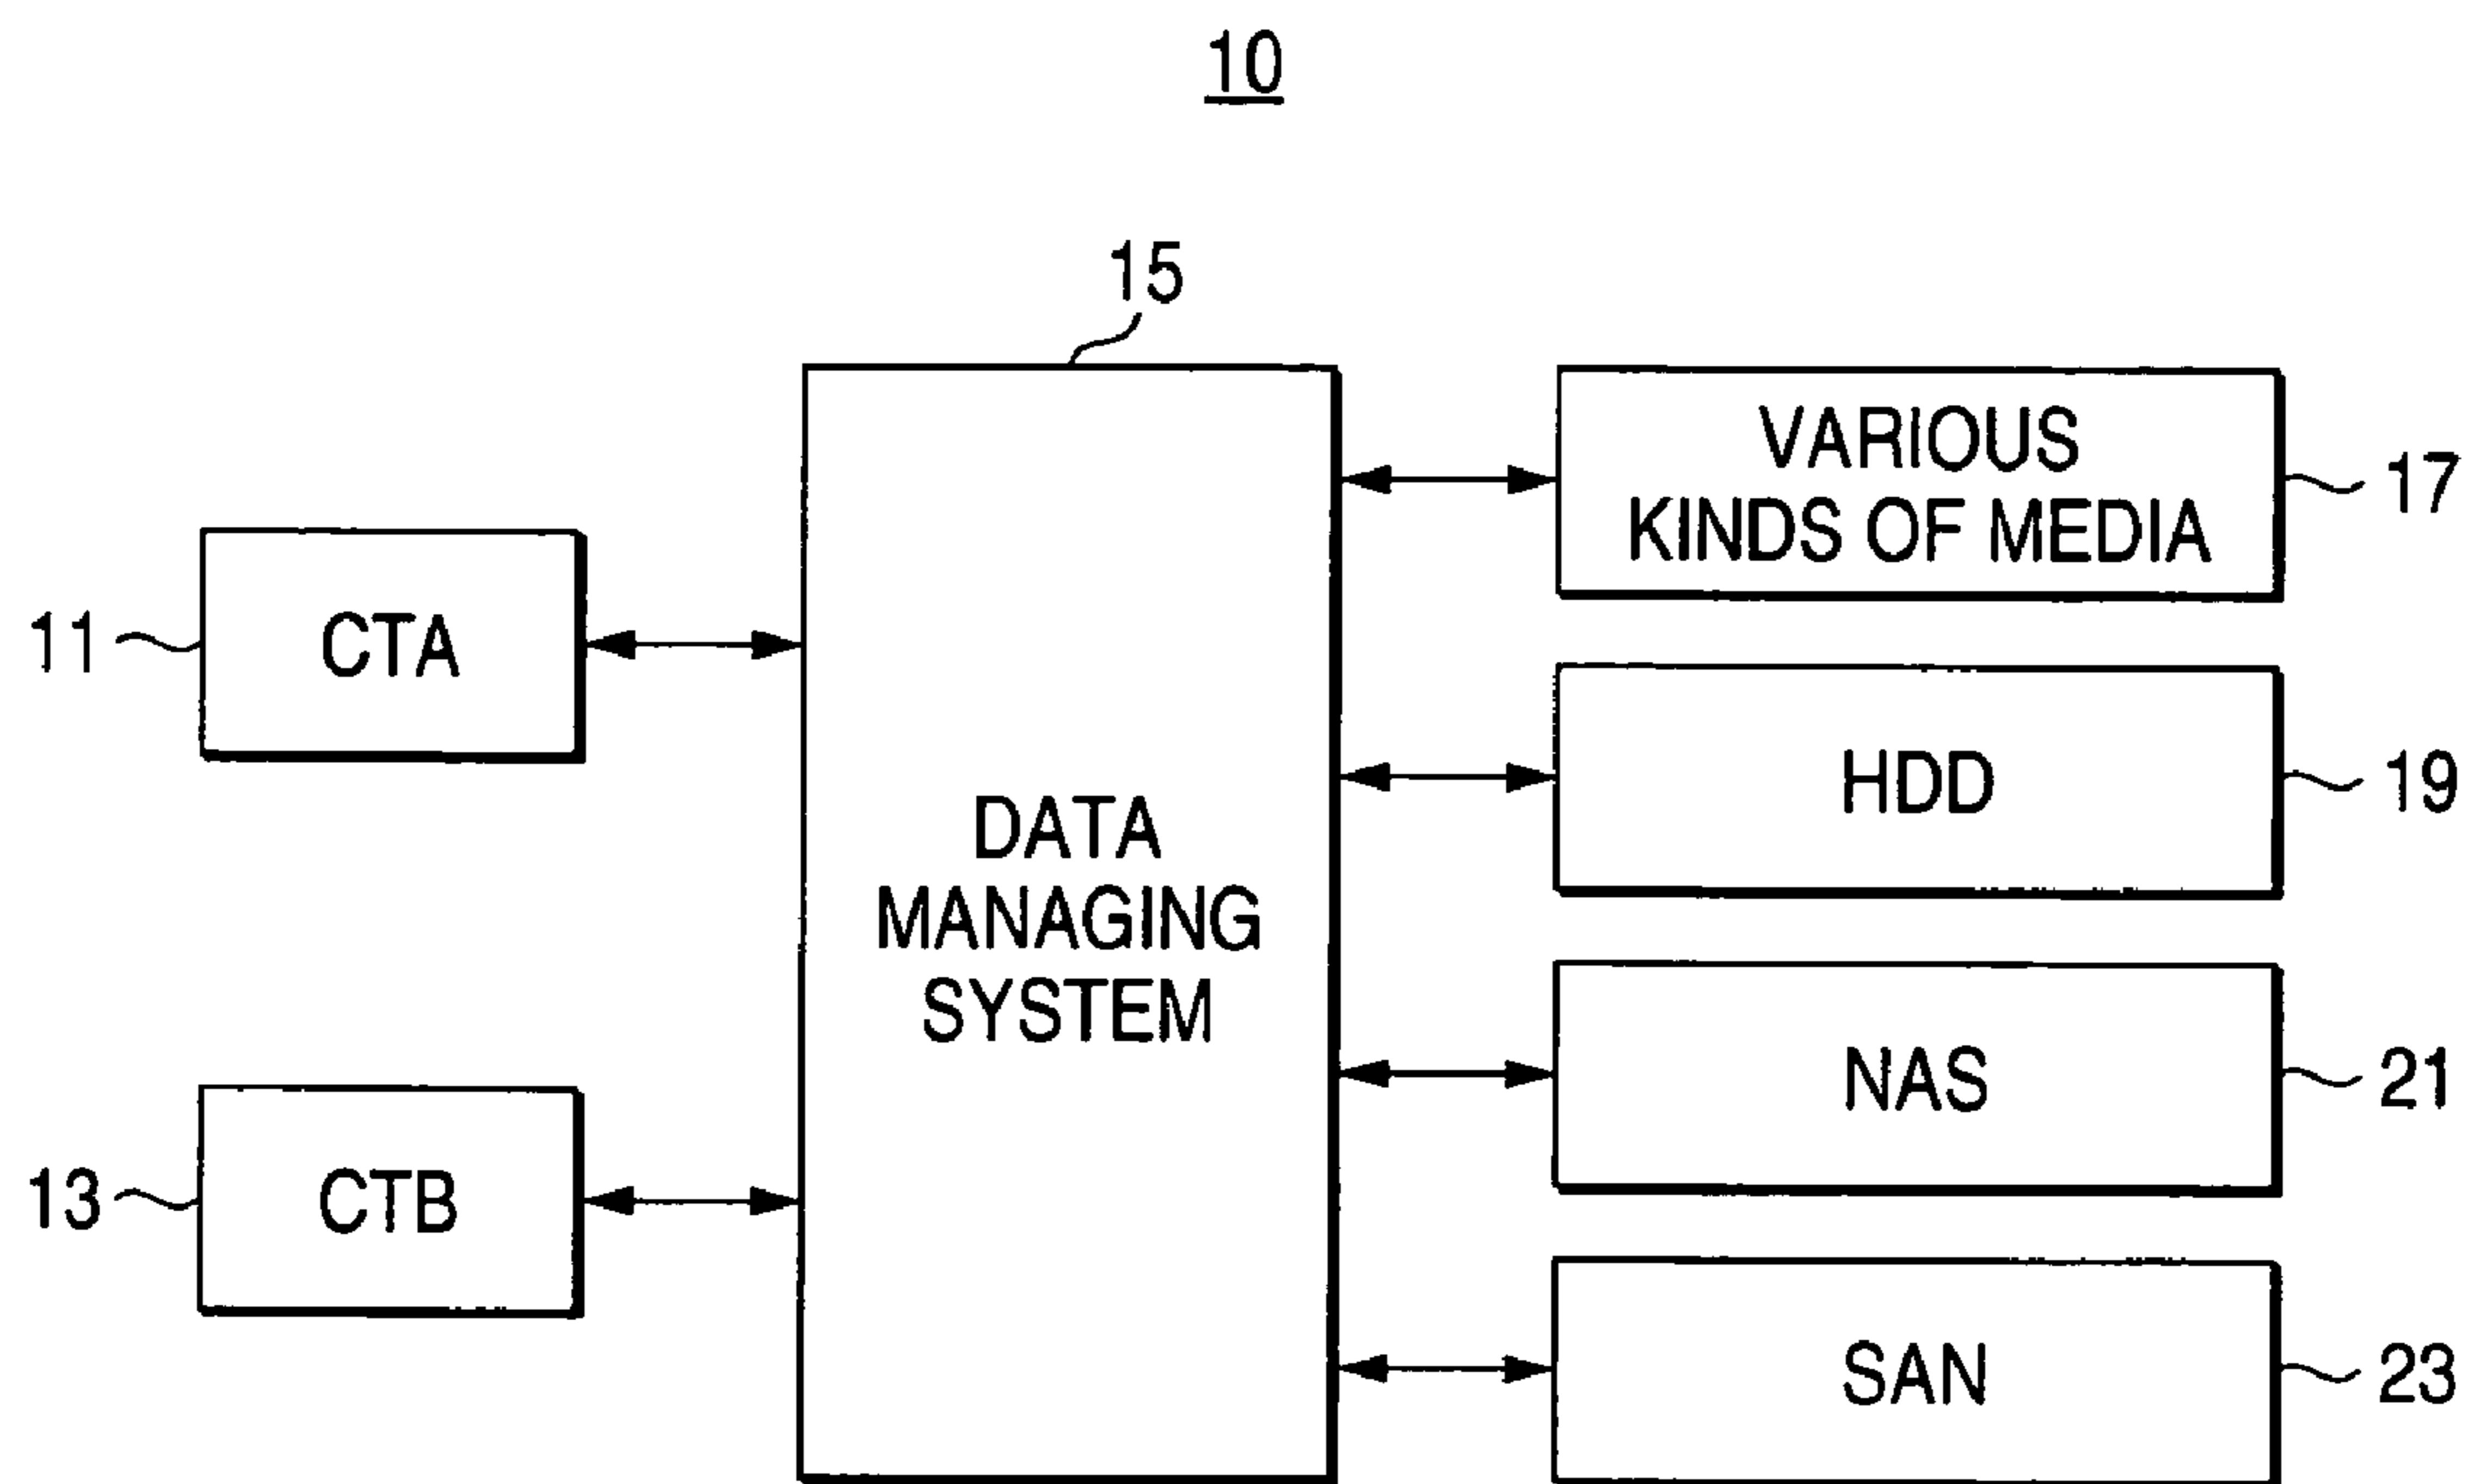 10
15
VARIOUS
KINDS OF MEDIA
17
11
CTA
HDD
19
DATA
MANAGING
SYSTEM
NAS
21
13
CTB
SAN
23